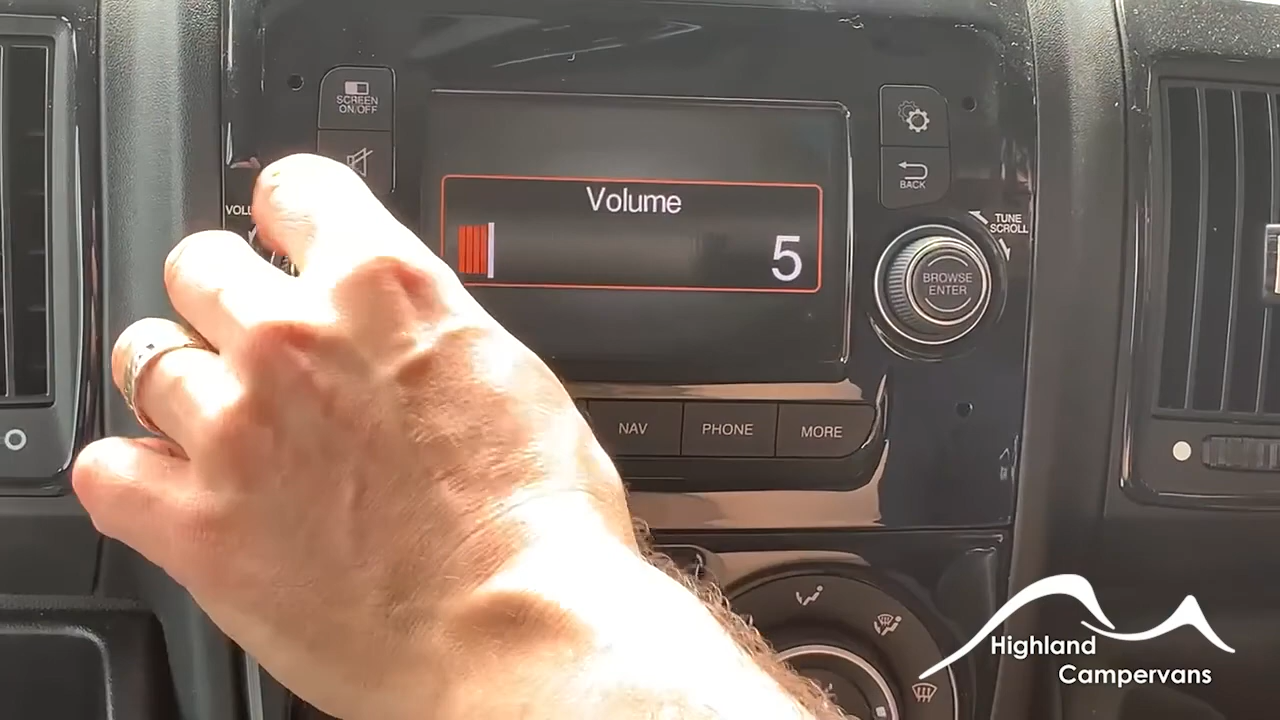 SCREEN
ON/OFF
BACK
Volume
5
TUNE
SCROLL
BROWSE
ENTER
NAV
PHONE
MORE
Highland
Campervans